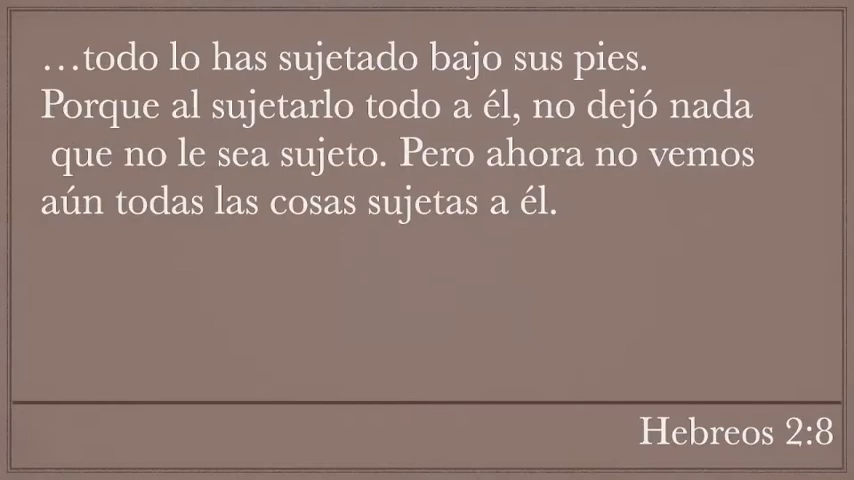 …todo lo has sujetado bajo sus pies.
Porque al sujetarlo todo a él, no dejó nada
que no le sea sujeto. Pero ahora no vemos
aún todas las cosas sujetas a él.
Hebreos 2:8